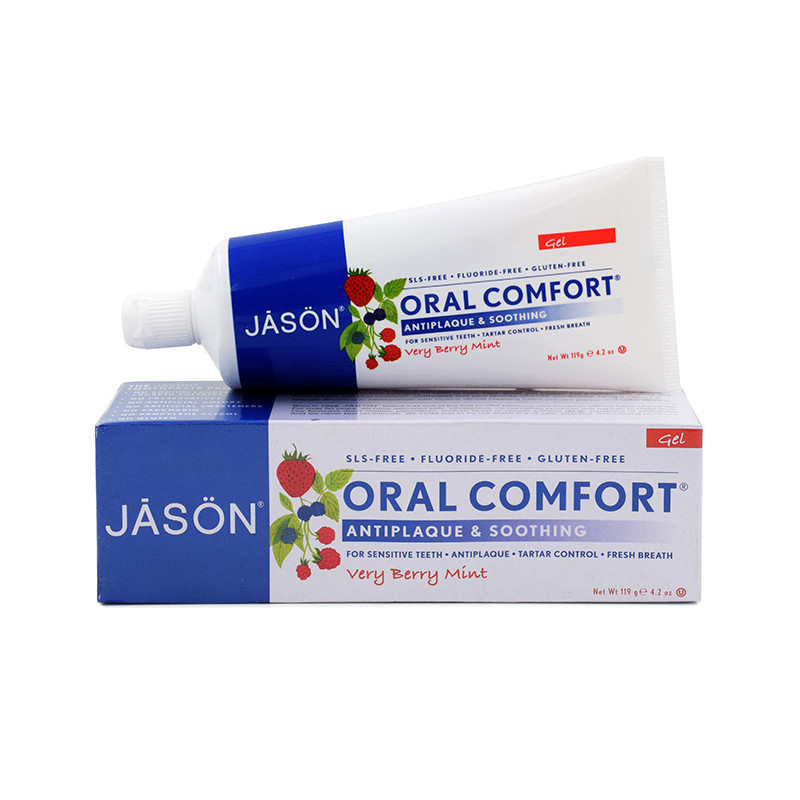 Gel
SLS-FREE • FLUORIDE-FREE • GLUTEN-FREE
JĀSÖN®
ORAL COMFORT®
ANTIPLAQUE & SOOTHING
FOR SENSITIVE TEETH • TARTAR CONTROL • FRESH BREATH
Very Berry Mint
Net Wt 119g ℮ 4.2 oz Ⓤ
Gel
SLS-FREE • FLUORIDE-FREE • GLUTEN-FREE
JĀSÖN®
ORAL COMFORT®
ANTIPLAQUE & SOOTHING
FOR SENSITIVE TEETH • ANTIPLAQUE • TARTAR CONTROL • FRESH BREATH
Very Berry Mint
Net Wt 119 g ℮ 4.2 oz Ⓤ